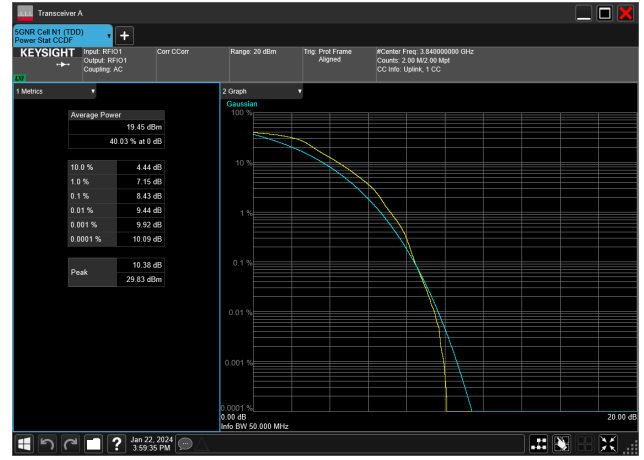 Transceiver A
5GNR Cell N1 (TDD)
Power Stat CCDF
KEYSIGHT
Input: RFIO1
Output: RFIO1
Coupling: AC
Corr CCorr
Range: 20 dBm
Trig: Prot Frame
Aligned
#Center Freq: 3.840000000 GHz
Counts: 2.00 M/2.00 Mpt
CC Info: Uplink, 1 CC
LV
1 Metrics
Average Power
19.45 dBm
40.03 % at 0 dB
10.0 % 4.44 dB
1.0 % 7.15 dB
0.1 % 8.43 dB
0.01 % 9.44 dB
0.001 % 9.92 dB
0.0001 % 10.09 dB
Peak 10.38 dB
29.83 dBm
2 Graph
Gaussian
100 %
10 %
1 %
0.1 %
0.01 %
0.001 %
0.0001 %
0.00 dB 20.00 dB
Info BW 50.000 MHz
Jan 22, 2024
3:59:35 PM